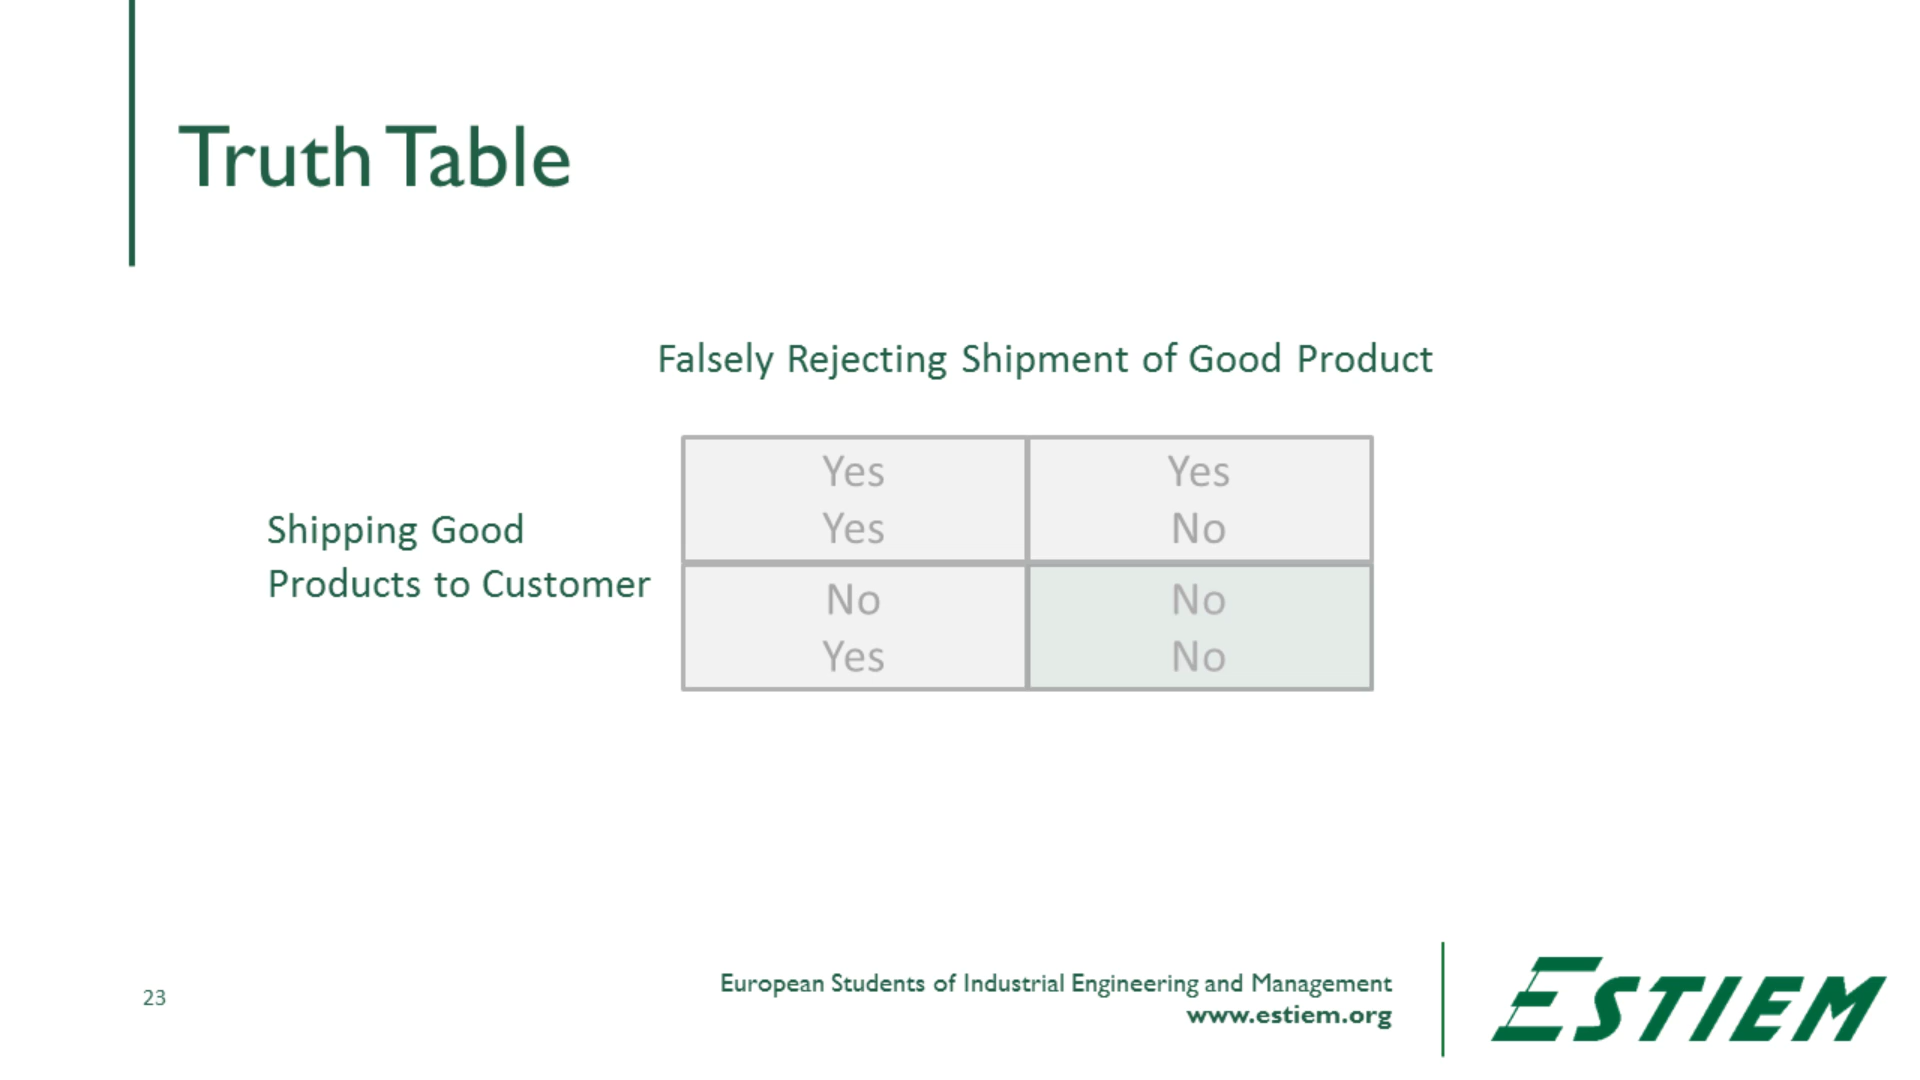 Truth Table
Falsely Rejecting Shipment of Good Product
Shipping Good
Products to Customer
Yes
Yes
Yes
No
No
Yes
No
No
23
European Students of Industrial Engineering and Management
www.estiem.org
ESTIEM